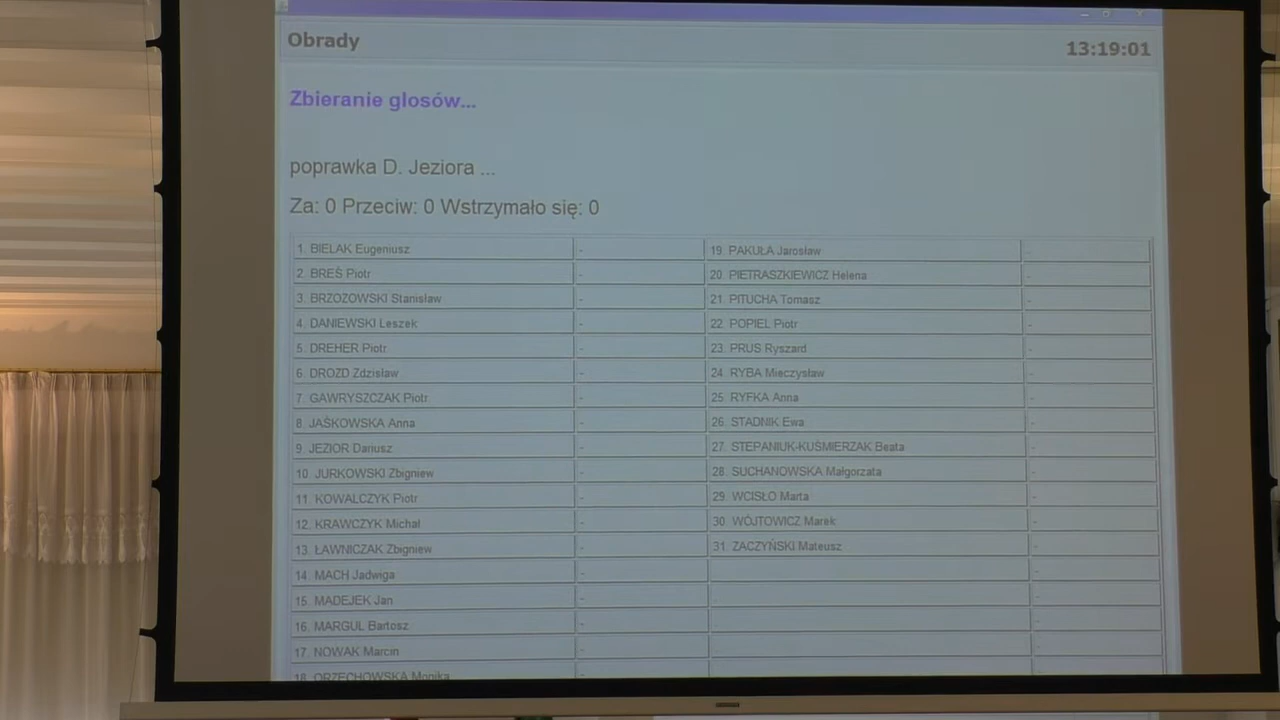 Obrady
13:19:01
Zbieranie glosów...
poprawka D. Jeziora ...
Za: 0 Przeciw: 0 Wstrzymało się: 0
1. BIELAK Eugeniusz -
2. BREŚ Piotr -
3. BRZOZOWSKI Stanisław -
4. DANIEWSKI Leszek -
5. DREHER Piotr -
6. DROZD Zdzisław -
7. GAWRYSZCZAK Piotr -
8. JAŚKOWSKA Anna -
9. JEZIOR Dariusz -
10. JURKOWSKI Zbigniew -
11. KOWALCZYK Piotr -
12. KRAWCZYK Michał -
13. ŁAWNICZAK Zbigniew -
14. MACH Jadwiga -
15. MADEJEK Jan -
16. MARGUL Bartosz -
17. NOWAK Marcin -
18. ORZECHOWSKA Monika
19. PAKUŁA Jarosław -
20. PIETRASZKIEWICZ Helena -
21. PITUCHA Tomasz -
22. POPIEL Piotr -
23. PRUS Ryszard -
24. RYBA Mieczysław -
25. RYFKA Anna -
26. STADNIK Ewa -
27. STEPANIUK-KUŚMIERZAK Beata -
28. SUCHANOWSKA Małgorzata -
29. WCISŁO Marta -
30. WÓJTOWICZ Marek -
31. ZACZYŃSKI Mateusz -